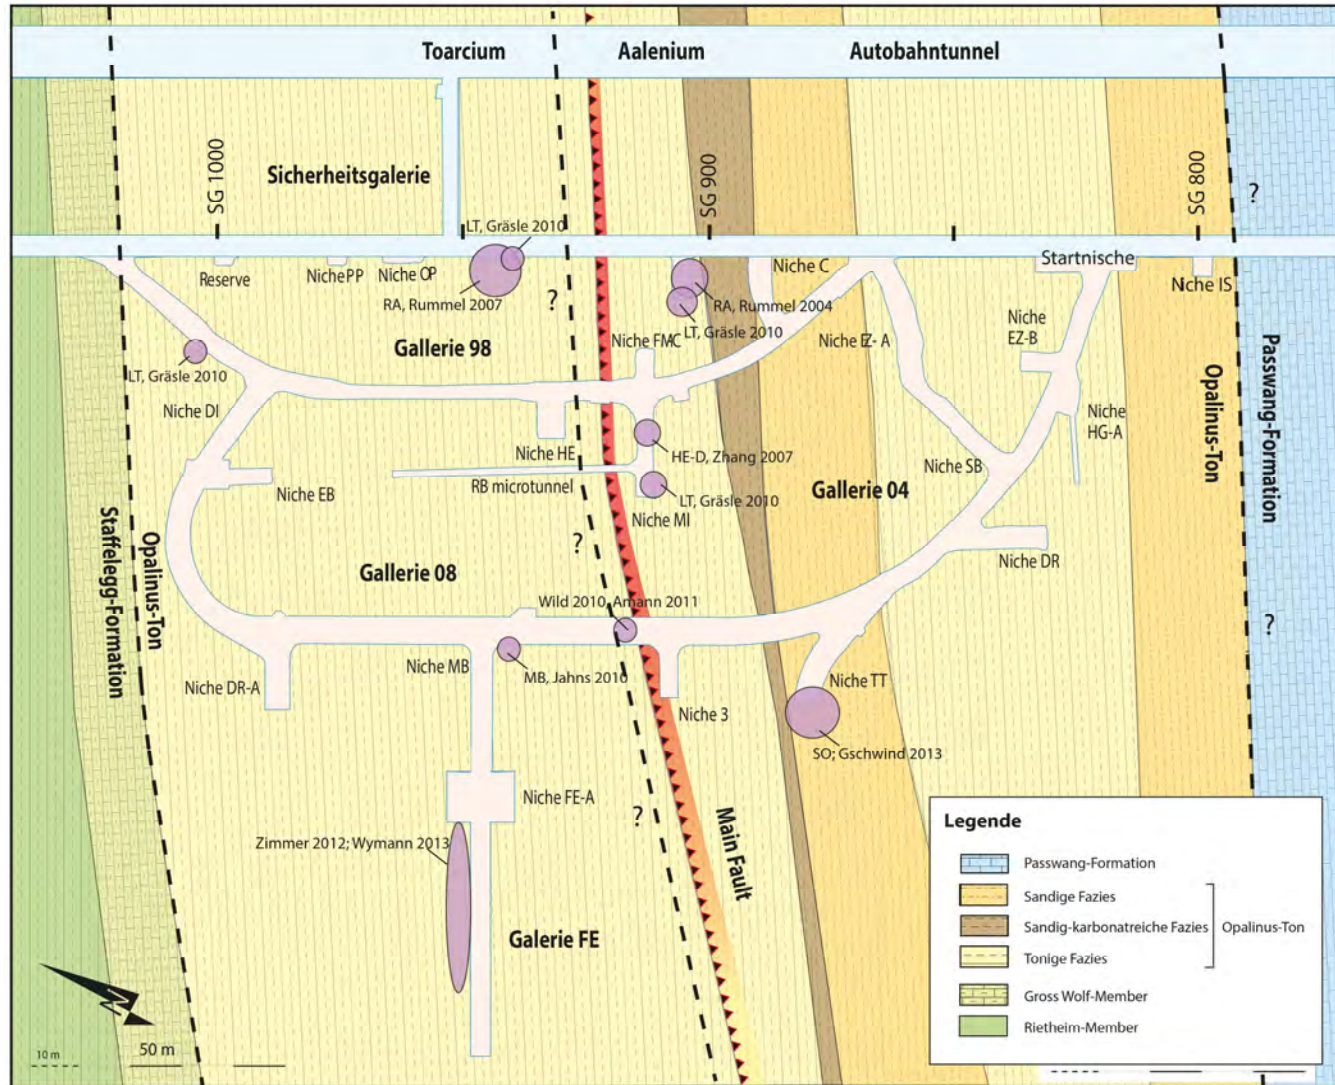 Toarcium
Aalenium
Autobahntunnel
Sicherheitsgalerie
SG 1000
SG 900
SG 800
?
LT, Gräsle 2010
Reserve
Niche PP
Niche OP
RA, Rummel 2007
?
Niche C
Startnische
Niche IS
RA, Rummel 2004
LT, Gräsle 2010
Niche FMC
Niche EZ- A
Niche
EZ-B
Gallerie 98
LT, Gräsle 2010
Niche DI
Niche HE
HE-D, Zhang 2007
Niche
HG-A
Niche SB
Opalinus-Ton
Passwang-Formation
Niche EB
RB microtunnel
LT, Gräsle 2010
Niche MI
Gallerie 04
Staffelegg-Formation
Opalinus-Ton
?
Gallerie 08
Niche DR
Wild 2010, Amann 2011
?
Niche MB
MB, Jahns 2010
Niche DR-A
Niche 3
Niche TT
SO; Gschwind 2013
Niche FE-A
?
Main Fault
Zimmer 2012; Wymann 2013
Galerie FE
N
10 m
50 m
Legende
Passwang-Formation
Sandige Fazies
Sandig-karbonatreiche Fazies
Opalinus-Ton
Tonige Fazies
Gross Wolf-Member
Rietheim-Member